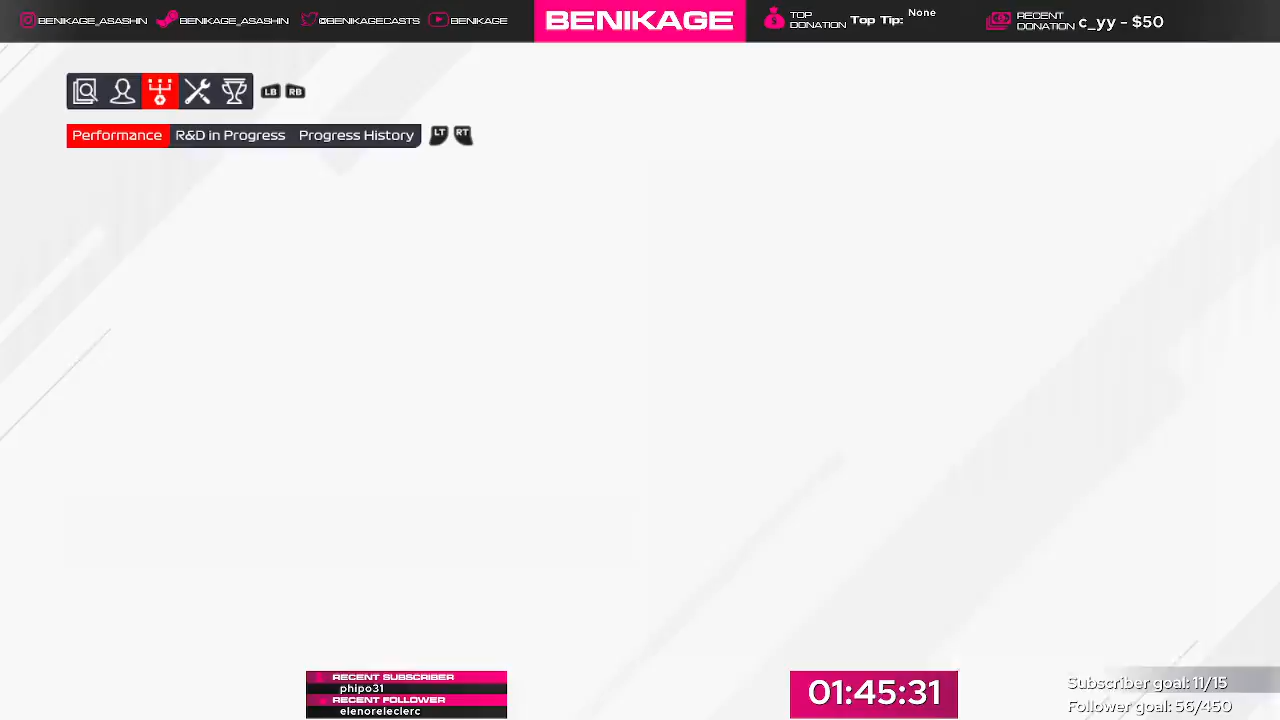 BENIKAGE_ASASHIN
BENIKAGE_ASASHIN
@BENIKAGECASTS
BENIKAGE
BENIKAGE
TOP DONATION
Top Tip:
None
RECENT DONATION
c_yy - $50
LB
RB
Performance
R&D in Progress
Progress History
LT
RT
RECENT SUBSCRIBER
phipo31
RECENT FOLLOWER
elenoreleclerc
01:45:31
Subscriber goal: 11/15
Follower goal: 56/450